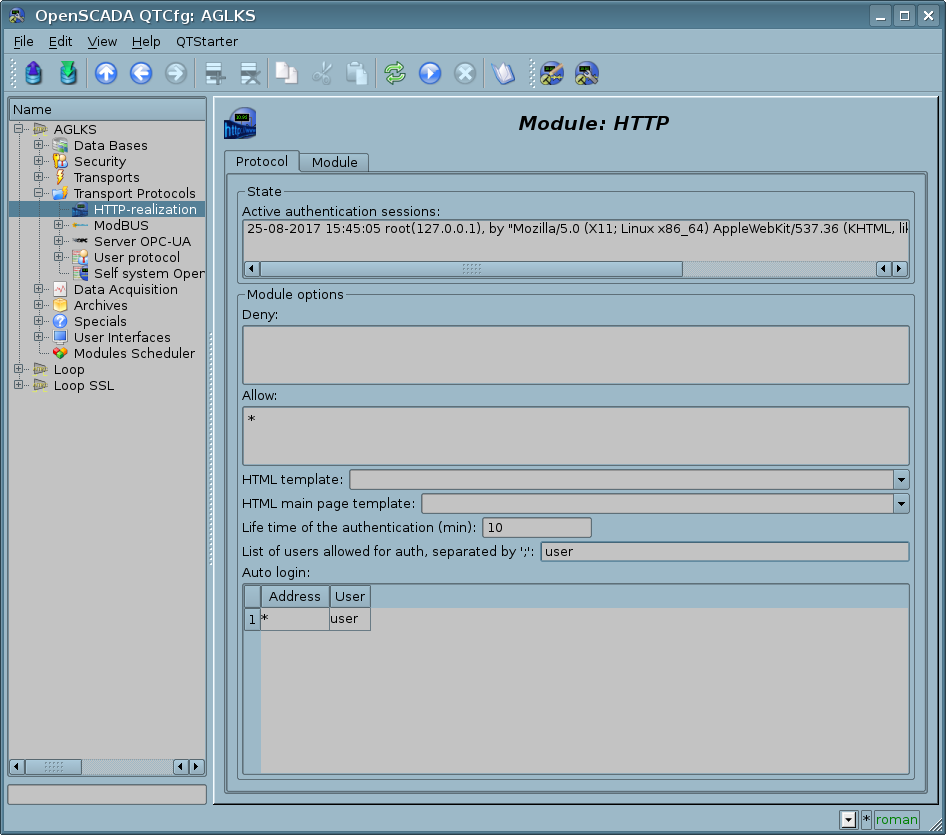 OpenSCADA QTCfg: AGLKS
File Edit View Help QTStarter
Name
AGLKS
Data Bases
Security
Transports
Transport Protocols
HTTP-realization
ModBUS
Server OPC-UA
User protocol
Self system Open
Data Acquisition
Archives
Specials
User Interfaces
Modules Scheduler
Loop
Loop SSL
http://
Module: HTTP
Protocol Module
State
Active authentication sessions:
25-08-2017 15:45:05 root(127.0.0.1), by "Mozilla/5.0 (X11; Linux x86_64) AppleWebKit/537.36 (KHTML, lik
Module options
Deny:
Allow:
*
HTML template:
HTML main page template:
Life time of the authentication (min): 10
List of users allowed for auth, separated by ';': user
Auto login:
Address User
1 * user
* roman